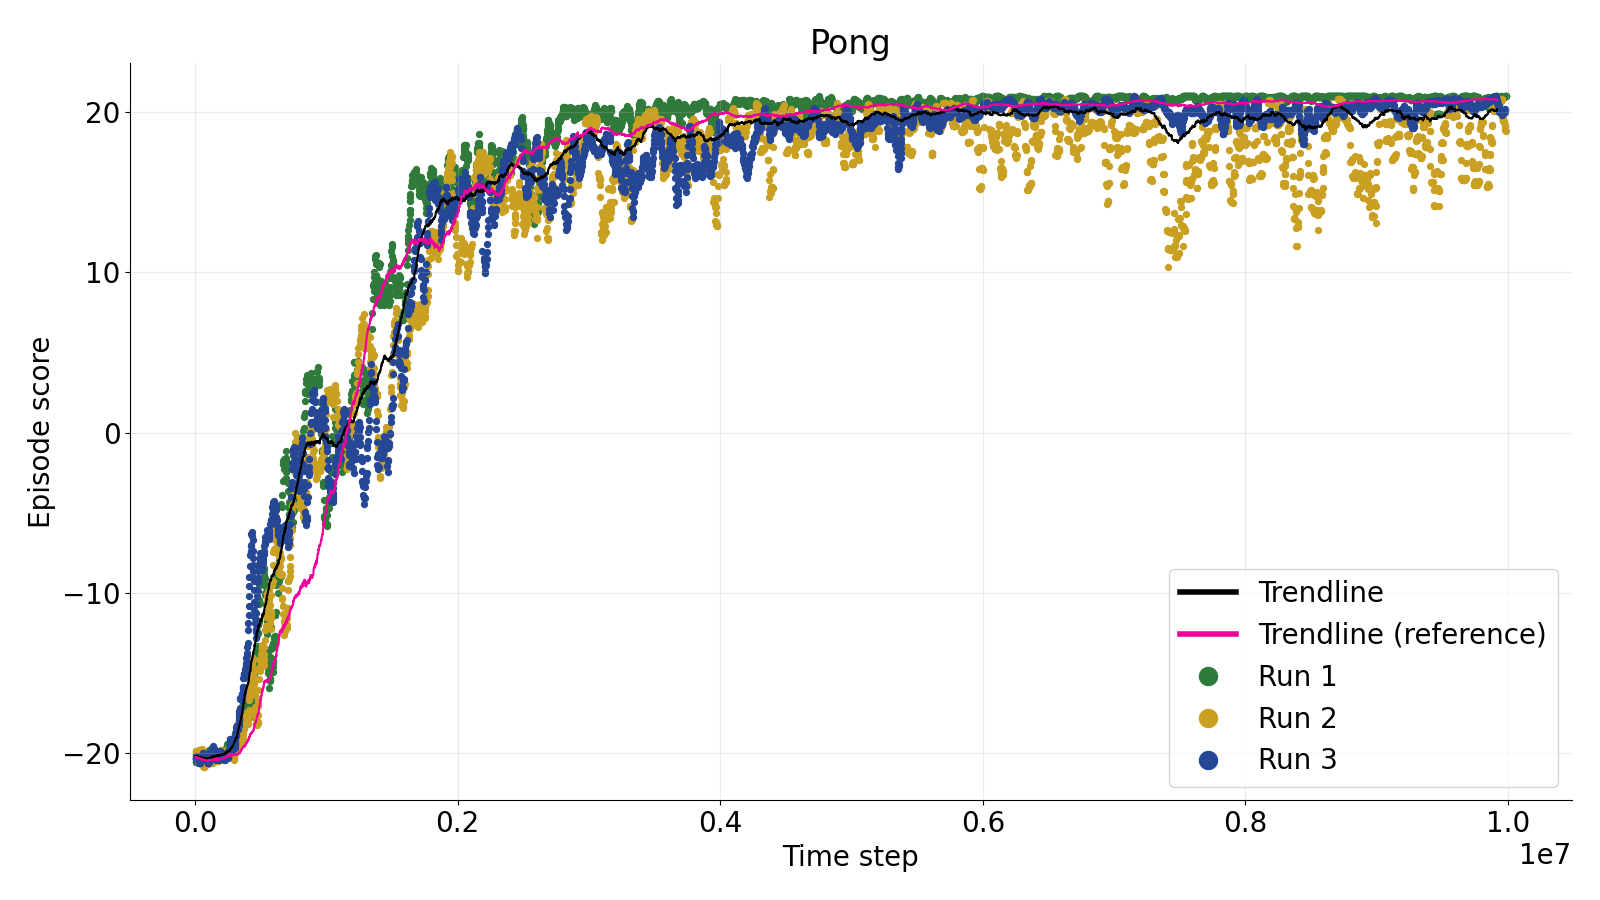 Pong
Episode score
20
10
0
−10
−20
0.0
0.2
0.4
0.6
0.8
1.0
1e7
Time step
Trendline
Trendline (reference)
Run 1
Run 2
Run 3